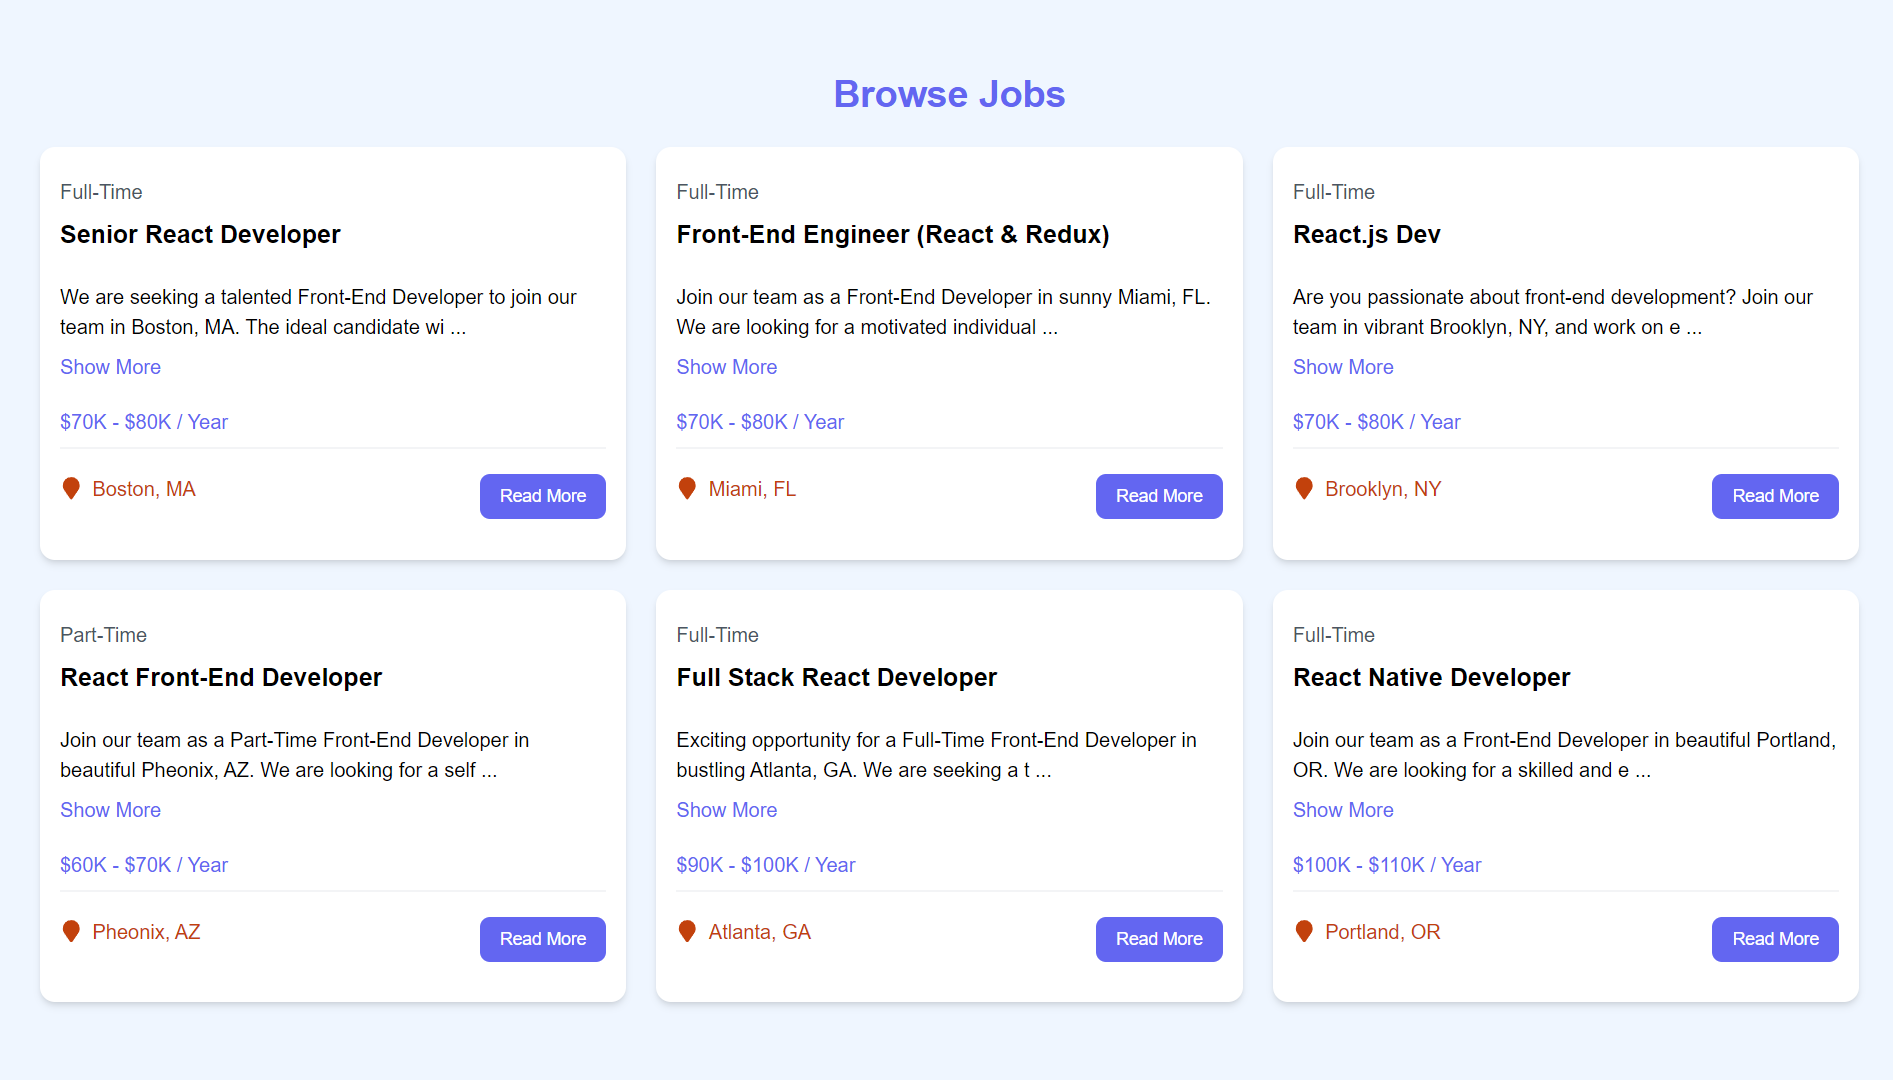 Browse Jobs
Full-Time
Senior React Developer
We are seeking a talented Front-End Developer to join our
team in Boston, MA. The ideal candidate wi ...
Show More
$70K - $80K / Year
Boston, MA
Read More
Full-Time
Front-End Engineer (React & Redux)
Join our team as a Front-End Developer in sunny Miami, FL.
We are looking for a motivated individual ...
Show More
$70K - $80K / Year
Miami, FL
Read More
Full-Time
React.js Dev
Are you passionate about front-end development? Join our
team in vibrant Brooklyn, NY, and work on e ...
Show More
$70K - $80K / Year
Brooklyn, NY
Read More
Part-Time
React Front-End Developer
Join our team as a Part-Time Front-End Developer in
beautiful Pheonix, AZ. We are looking for a self ...
Show More
$60K - $70K / Year
Pheonix, AZ
Read More
Full-Time
Full Stack React Developer
Exciting opportunity for a Full-Time Front-End Developer in
bustling Atlanta, GA. We are seeking a t ...
Show More
$90K - $100K / Year
Atlanta, GA
Read More
Full-Time
React Native Developer
Join our team as a Front-End Developer in beautiful Portland,
OR. We are looking for a skilled and e ...
Show More
$100K - $110K / Year
Portland, OR
Read More